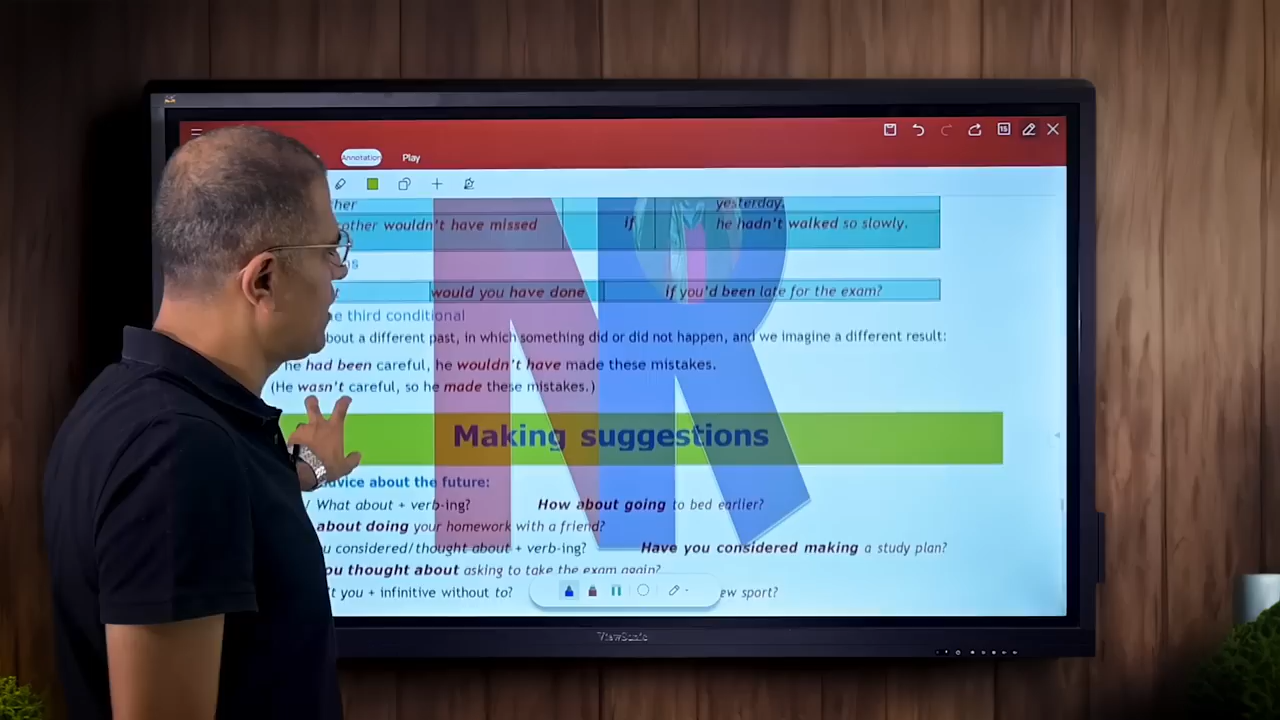 Annotation Play
her yesterday.
other wouldn't have missed if he hadn't walked so slowly.
s
would you have done if you'd been late for the exam?
e third conditional
bout a different past, in which something did or did not happen, and we imagine a different result:
he had been careful, he wouldn't have made these mistakes.
(He wasn't careful, so he made these mistakes.)
Making suggestions
dvice about the future:
/ What about + verb-ing? How about going to bed earlier?
about doing your homework with a friend?
u considered/thought about + verb-ing? Have you considered making a study plan?
ou thought about asking to take the exam again?
t you + infinitive without to? ew sport?
ViewSonic
NR